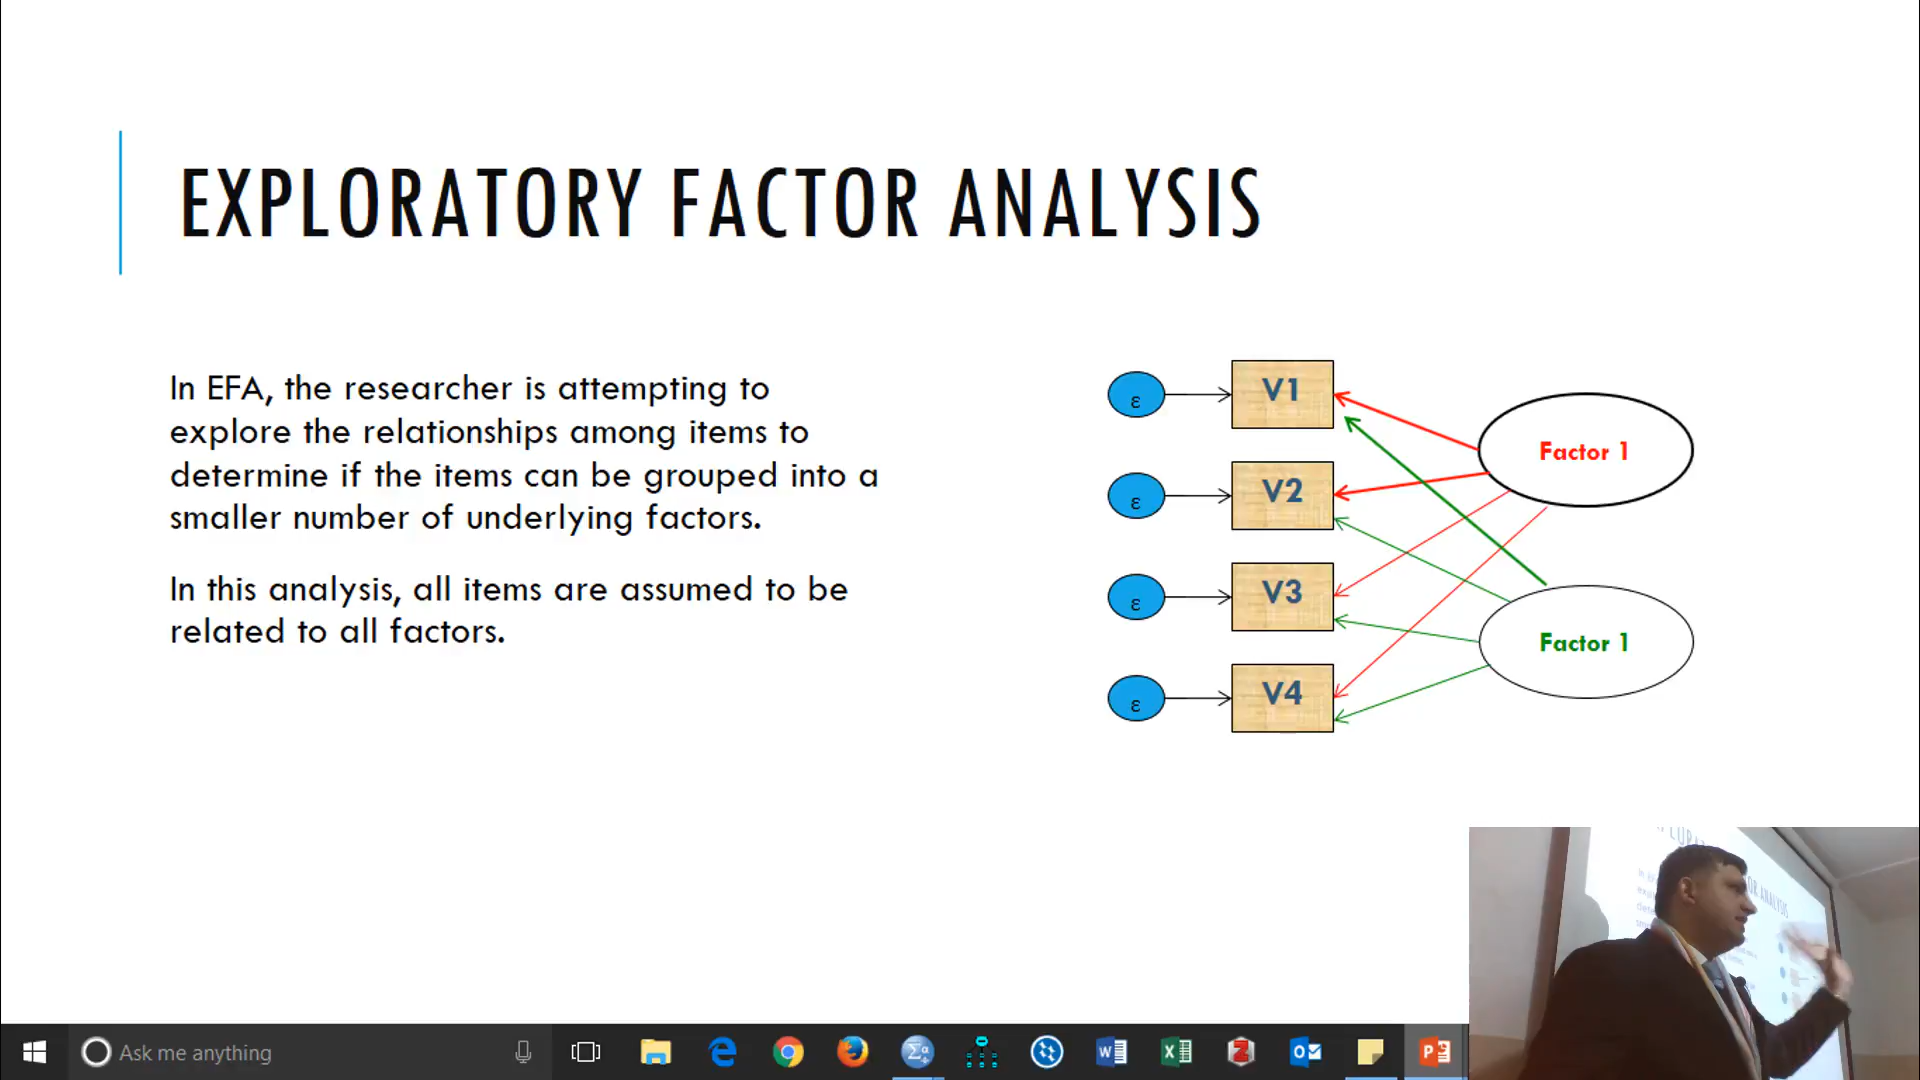 EXPLORATORY FACTOR ANALYSIS
In EFA, the researcher is attempting to
explore the relationships among items to
determine if the items can be grouped into a
smaller number of underlying factors.
In this analysis, all items are assumed to be
related to all factors.
ε
V1
ε
V2
ε
V3
ε
V4
Factor 1
Factor 1
OR ANALYSIS
Ask me anything